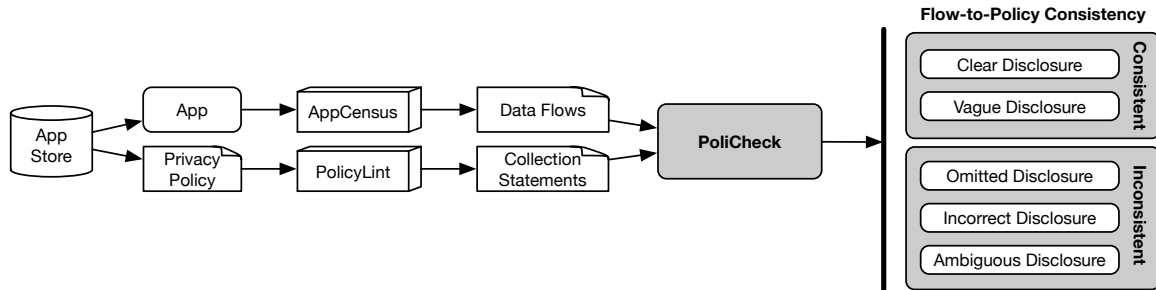 Flow-to-Policy Consistency
App
Store
App
AppCensus
Data Flows
Privacy
Policy
PolicyLint
Collection
Statements
PoliCheck
Clear Disclosure
Vague Disclosure
Consistent
Omitted Disclosure
Incorrect Disclosure
Ambiguous Disclosure
Inconsistent